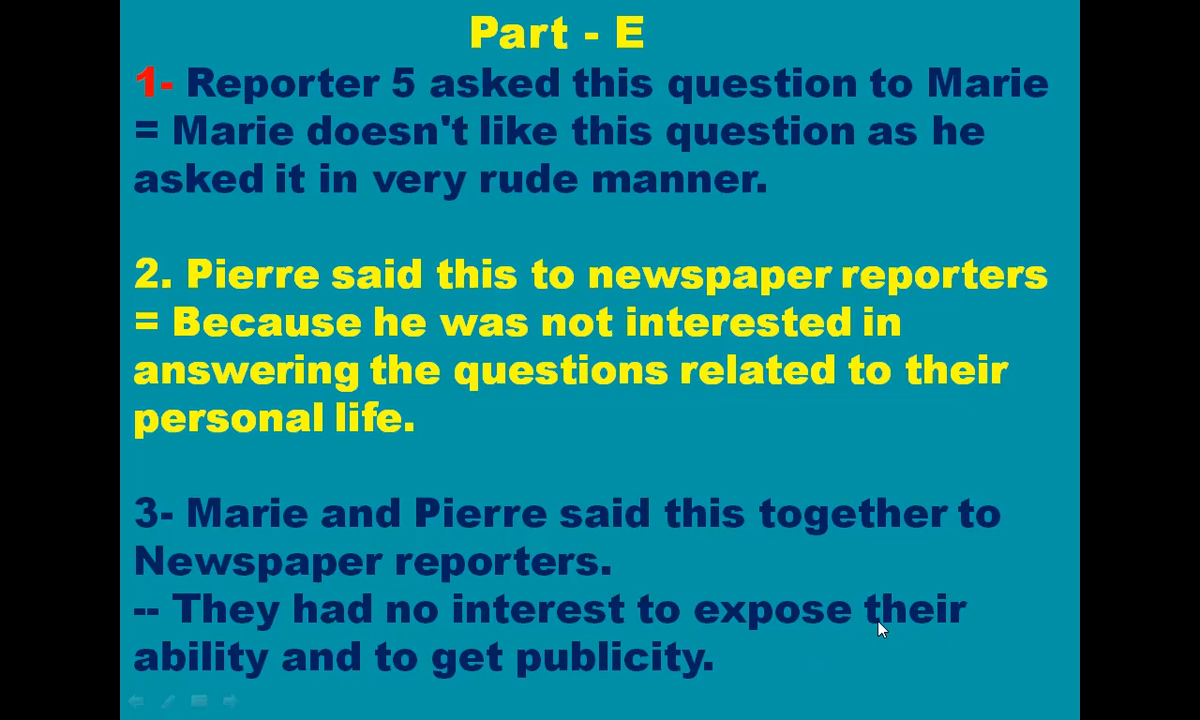 Part - E
1- Reporter 5 asked this question to Marie
= Marie doesn't like this question as he
asked it in very rude manner.
2. Pierre said this to newspaper reporters
= Because he was not interested in
answering the questions related to their
personal life.
3- Marie and Pierre said this together to
Newspaper reporters.
-- They had no interest to expose their
ability and to get publicity.